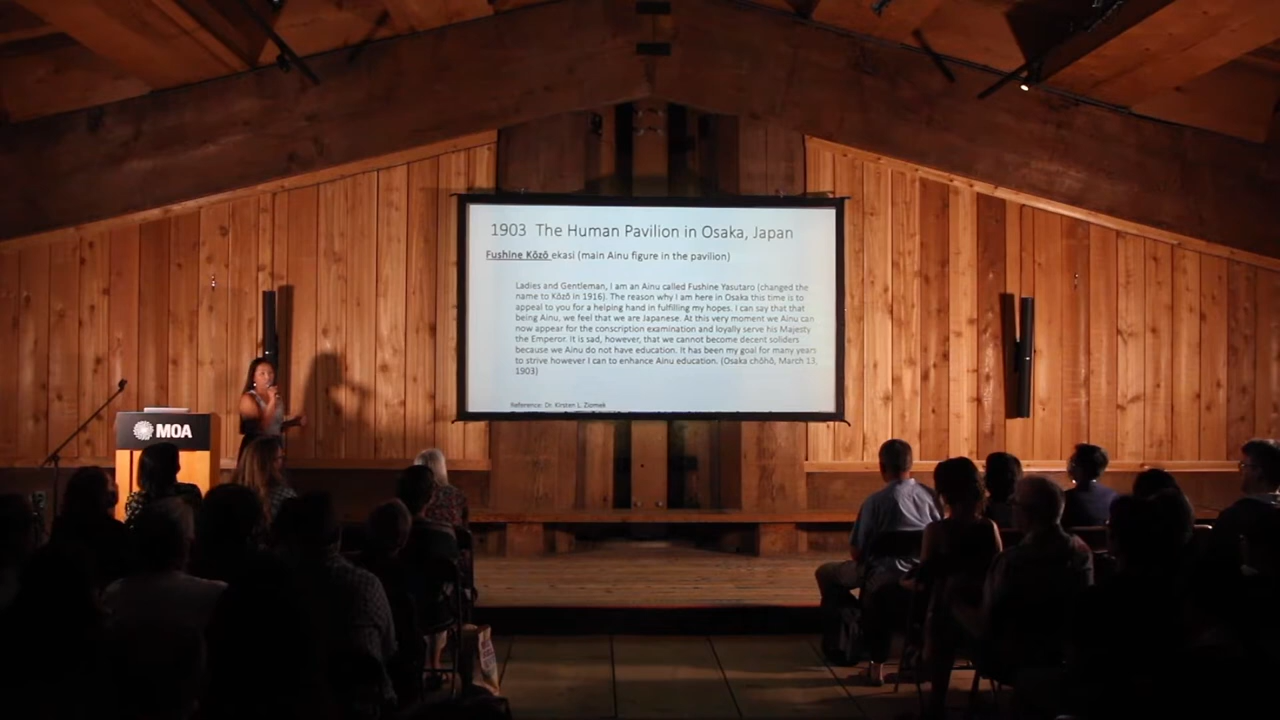 1903 The Human Pavilion in Osaka, Japan
Fushine Kōzō ekasi (main Ainu figure in the pavilion)
Ladies and Gentleman, I am an Ainu called Fushine Yasutaro (changed the
name to Kōzō in 1916). The reason why I am here in Osaka this time is to
appeal to you for a helping hand in fulfilling my hopes. I can say that that
being Ainu, we feel that we are Japanese. At this very moment we Ainu can
now appear for the conscription examination and loyally serve his Majesty
the Emperor. It is sad, however, that we cannot become decent soliders
because we Ainu do not have education. It has been my goal for many years
to strive however I can to enhance Ainu education. (Osaka chōhō, March 13,
1903)
Reference: Dr. Kirsten L. Ziomek
MOA